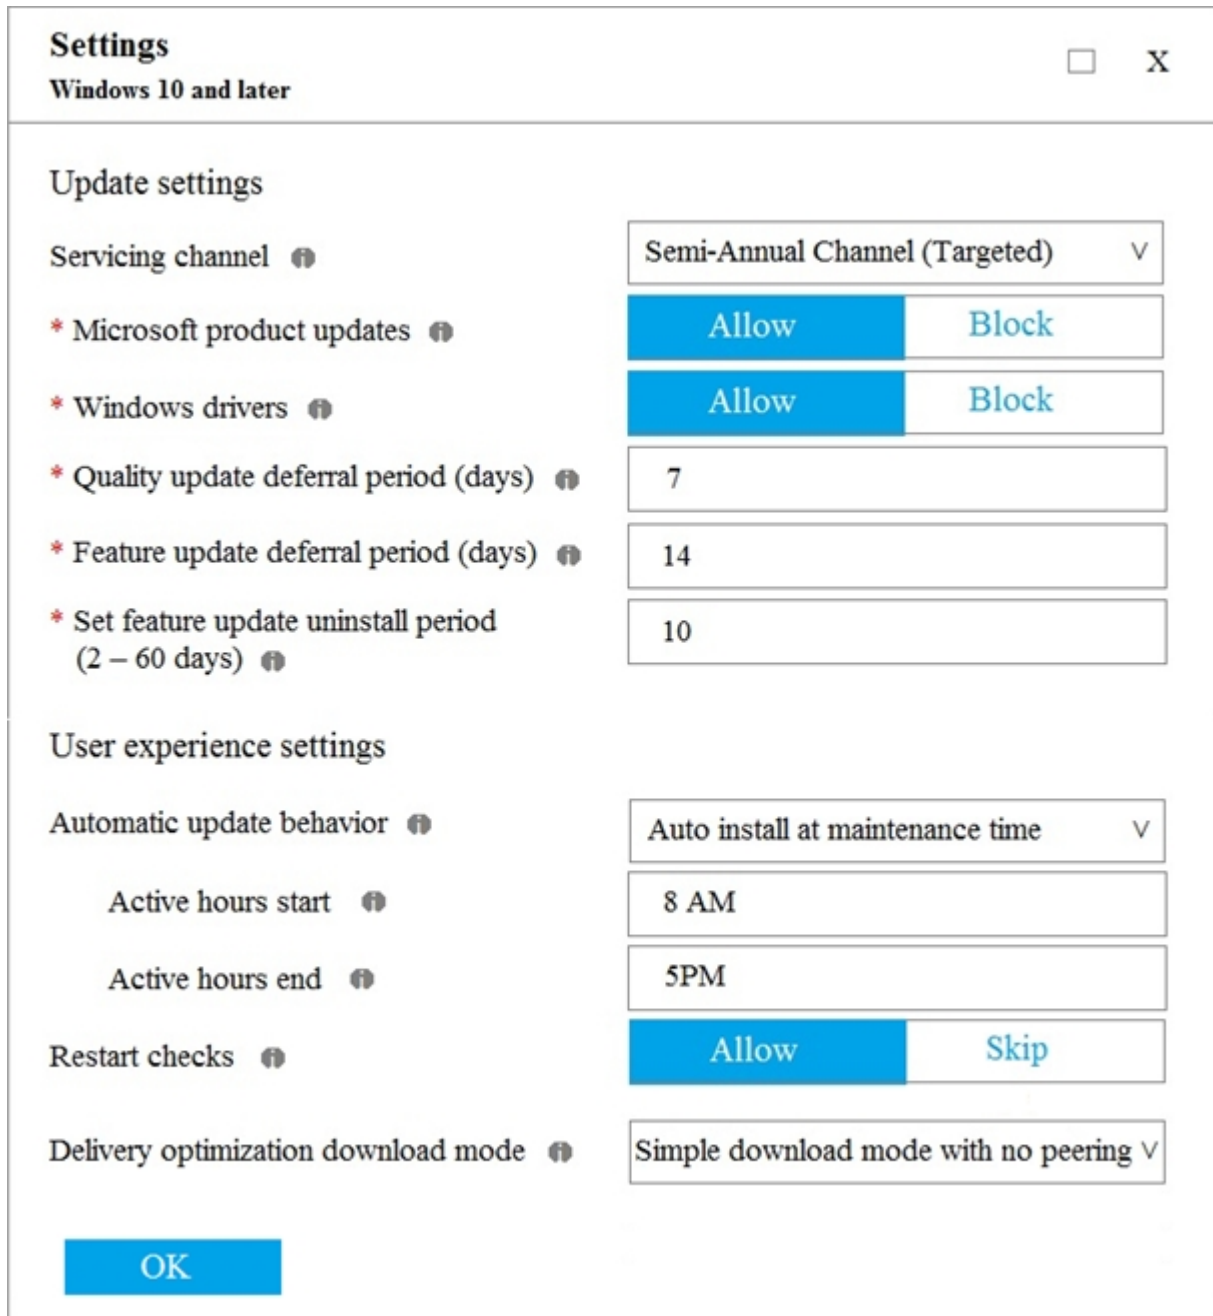 Settings
X
Windows 10 and later
Update settings
Servicing channel
Semi-Annual Channel (Targeted) V
* Microsoft product updates
Allow Block
* Windows drivers
Allow Block
* Quality update deferral period (days)
7
* Feature update deferral period (days)
14
* Set feature update uninstall period
(2 – 60 days)
10
User experience settings
Automatic update behavior
Auto install at maintenance time V
Active hours start
8 AM
Active hours end
5PM
Restart checks
Allow Skip
Delivery optimization download mode
Simple download mode with no peering V
OK